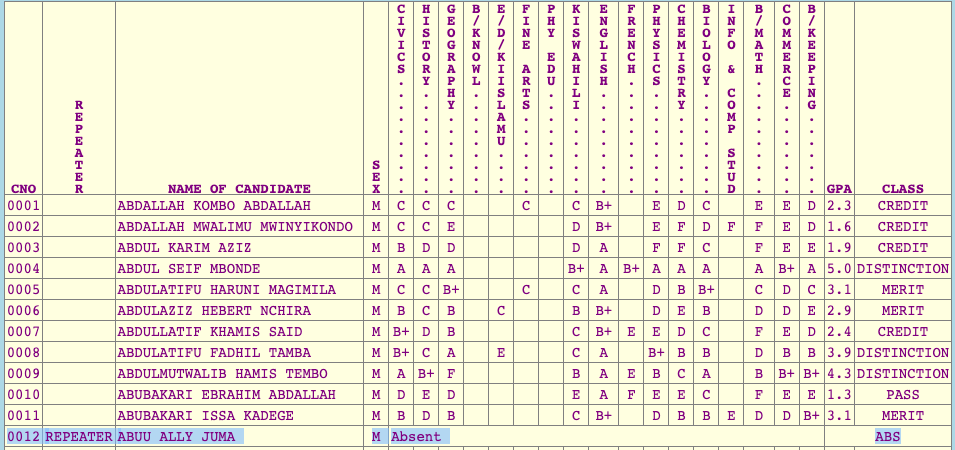 CNO REPEATER NAME OF CANDIDATE SEX CIVICS........... HISTORY......... GEOGRAPHY....... B/KNOWL......... E/D/KIISLAMU.... FINE ARTS....... PHY EDU......... KISWAHILI....... ENGLISH......... FRENCH.......... PHYSICS......... CHEMISTRY....... BIOLOGY......... INFO & COMP STUD B/MATH.......... COMMERCE........ B/KEEPING....... GPA CLASS
0001 ABDALLAH KOMBO ABDALLAH M C C C C C B+ E D C E E D 2.3 CREDIT
0002 ABDALLAH MWALIMU MWINYIKONDO M C C E D B+ E F D F F E D 1.6 CREDIT
0003 ABDUL KARIM AZIZ M B D D D A F F C F E E 1.9 CREDIT
0004 ABDUL SEIF MBONDE M A A A B+ A B+ A A A A B+ A 5.0 DISTINCTION
0005 ABDULATIFU HARUNI MAGIMILA M C C B+ C C A D B B+ C D C 3.1 MERIT
0006 ABDULAZIZ HEBERT NCHIRA M B C B C B B+ D E B D D E 2.9 MERIT
0007 ABDULLATIF KHAMIS SAID M B+ D B C B+ E E D C F E D 2.4 CREDIT
0008 ABDULATIFU FADHIL TAMBA M B+ C A E C A B+ B B D B B 3.9 DISTINCTION
0009 ABDULMUTWALIB HAMIS TEMBO M A B+ F B A E B C A B B+ B+ 4.3 DISTINCTION
0010 ABUBAKARI EBRAHIM ABDALLAH M D E D E A F E E C F E E 1.3 PASS
0011 ABUBAKARI ISSA KADEGE M B D B C B+ D B B E D D B+ 3.1 MERIT
0012 REPEATER ABUU ALLY JUMA M Absent ABS